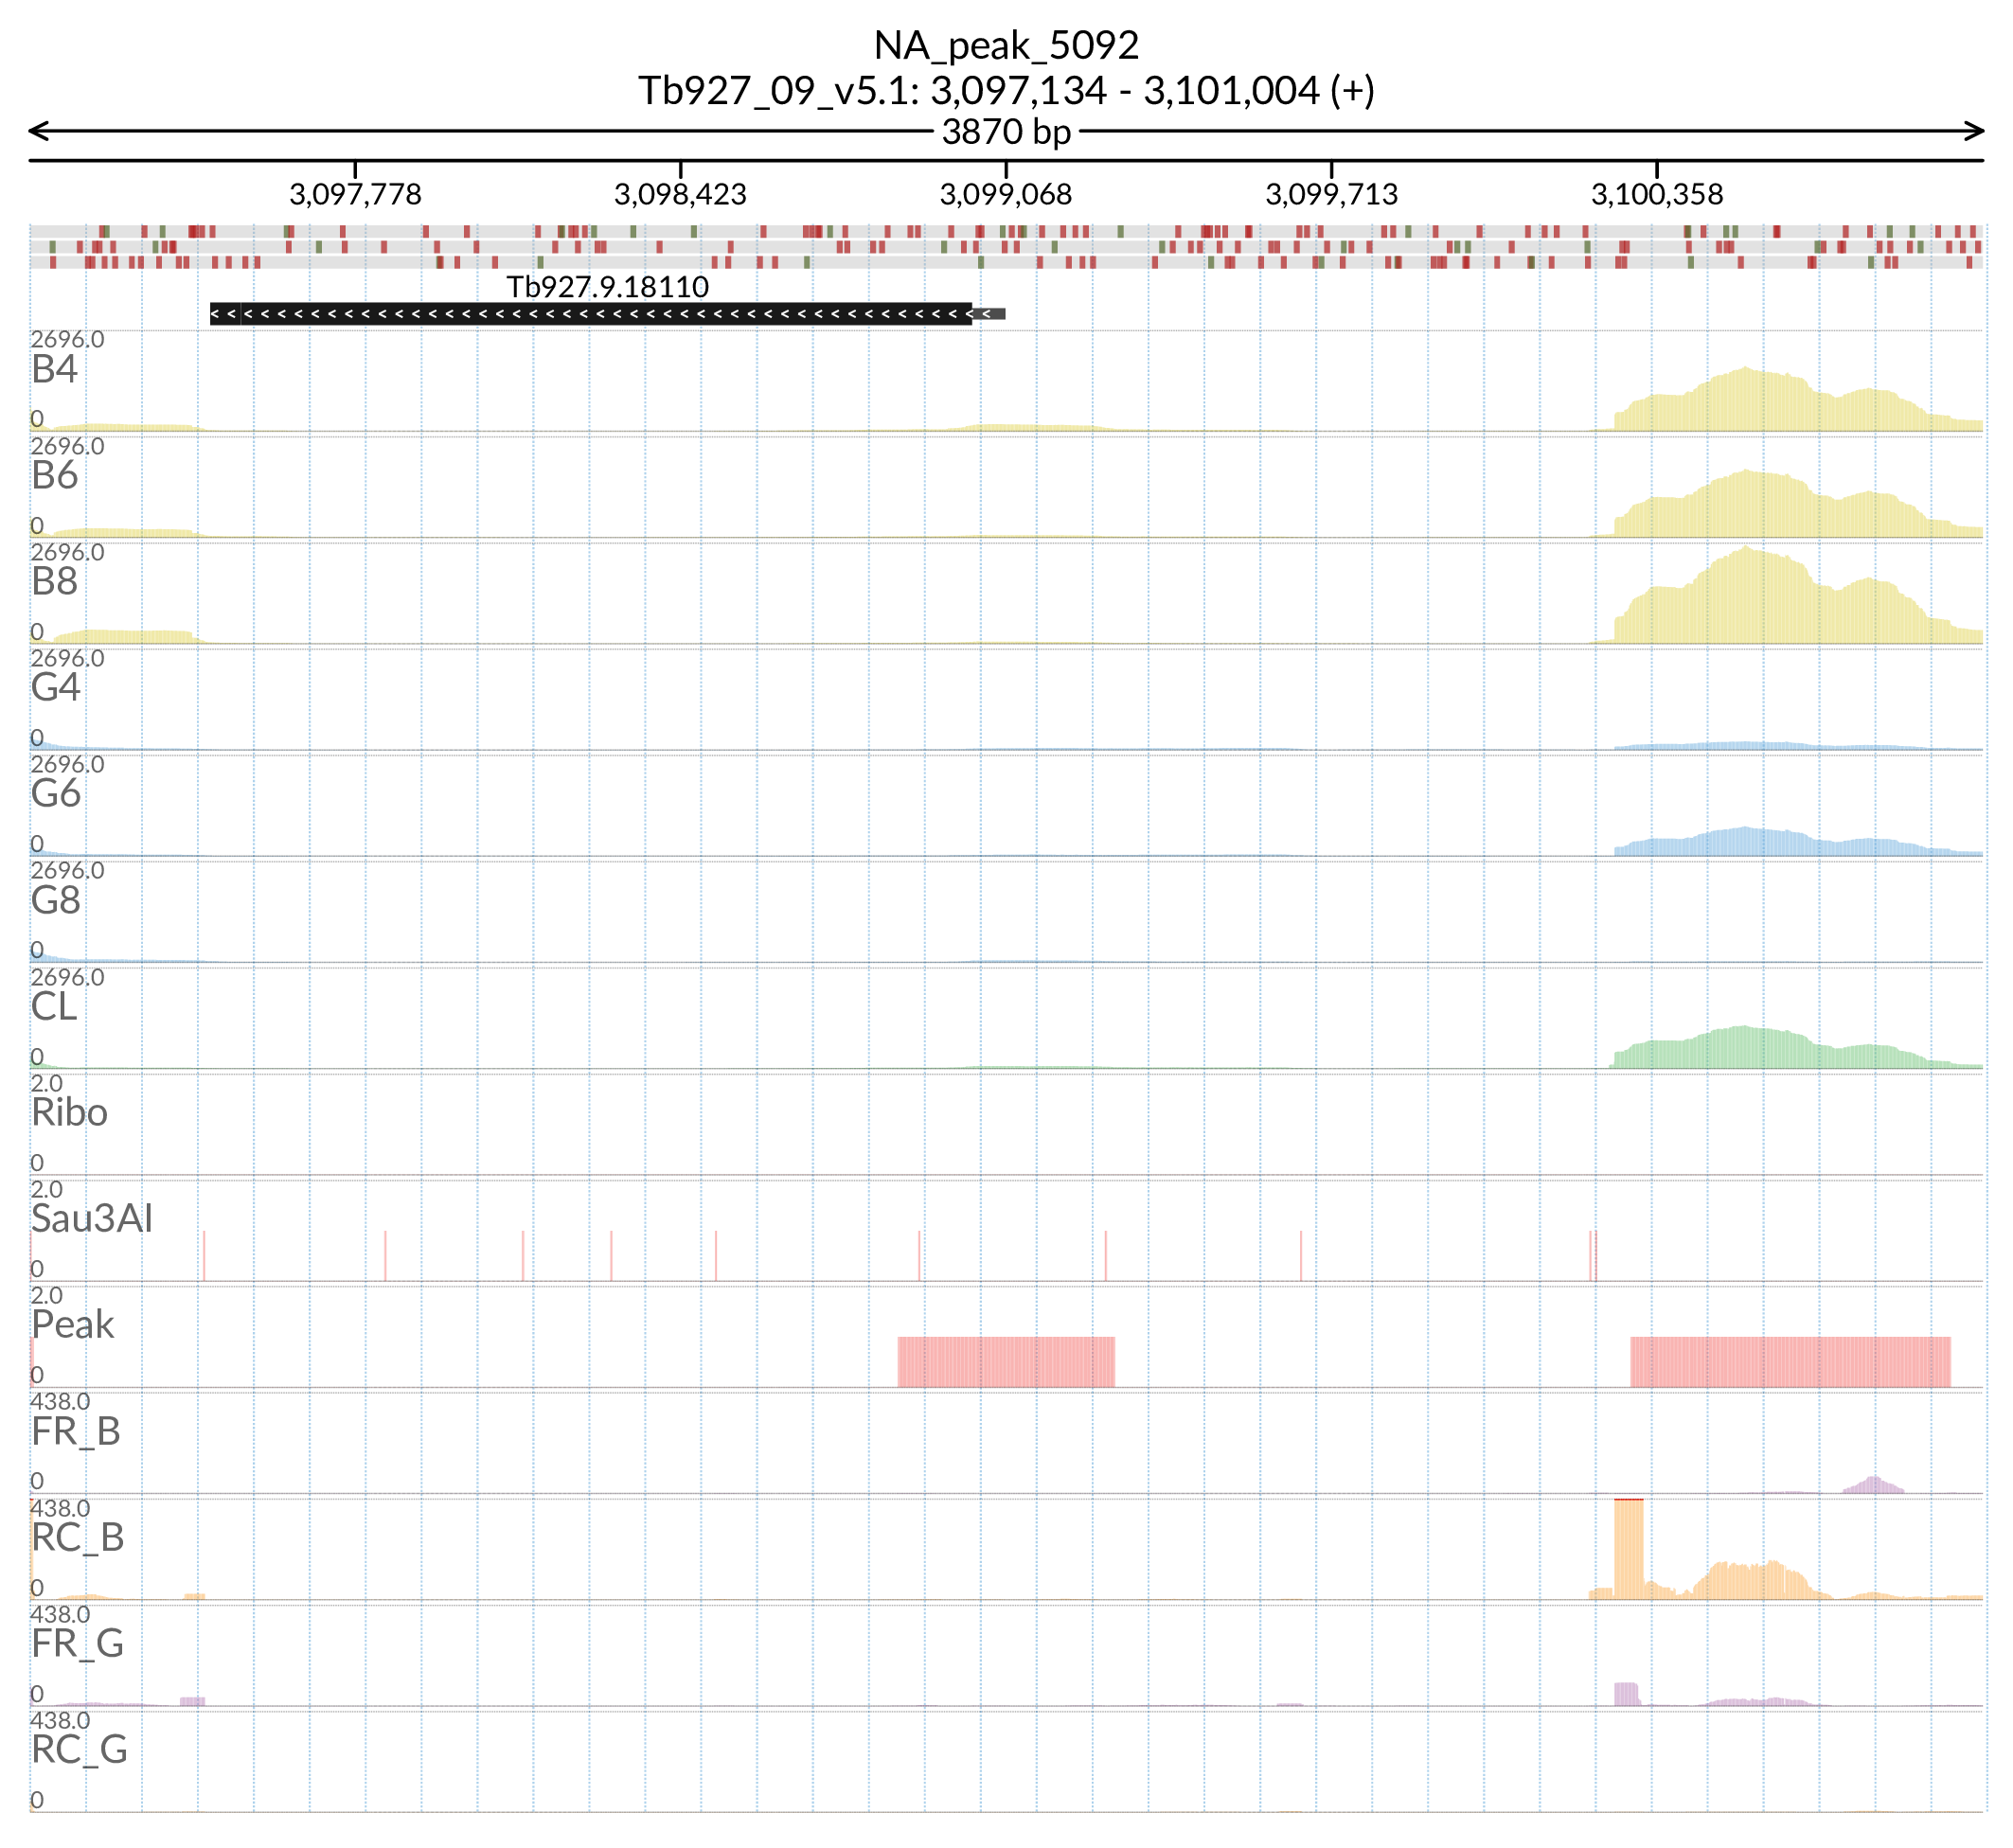 NA_peak_5092
Tb927_09_v5.1: 3,097,134 - 3,101,004 (+)
3870 bp
3,097,778 3,098,423 3,099,068 3,099,713 3,100,358
Tb927.9.18110
2696.0
B4
0
2696.0
B6
0
2696.0
B8
0
2696.0
G4
0
2696.0
G6
0
2696.0
G8
0
2696.0
CL
0
2.0
Ribo
0
2.0
Sau3AI
0
2.0
Peak
0
438.0
FR_B
0
438.0
RC_B
0
438.0
FR_G
0
438.0
RC_G
0